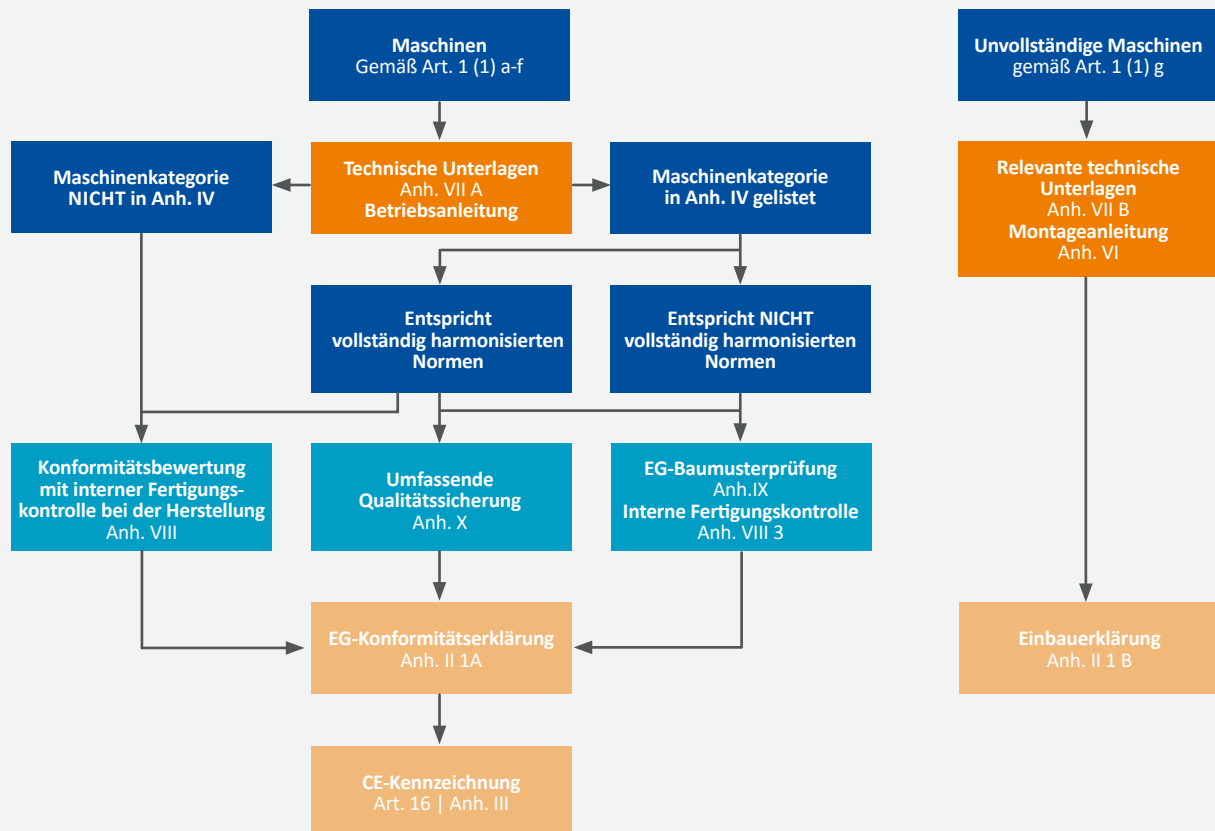 Maschinen
Gemäß Art. 1 (1) a-f
Unvollständige Maschinen
gemäß Art. 1 (1) g
Maschinenkategorie
NICHT in Anh. IV
Technische Unterlagen
Anh. VII A
Betriebsanleitung
Maschinenkategorie
in Anh. IV gelistet
Relevante technische
Unterlagen
Anh. VII B
Montageanleitung
Anh. VI
Entspricht
vollständig harmonisierten
Normen
Entspricht NICHT
vollständig harmonisierten
Normen
Konformitätsbewertung
mit interner Fertigungs-
kontrolle bei der Herstellung
Anh. VIII
Umfassende
Qualitätssicherung
Anh. X
EG-Baumusterprüfung
Anh.IX
Interne Fertigungskontrolle
Anh. VIII 3
EG-Konformitätserklärung
Anh. II 1A
Einbauerklärung
Anh. II 1 B
CE-Kennzeichnung
Art. 16 | Anh. III